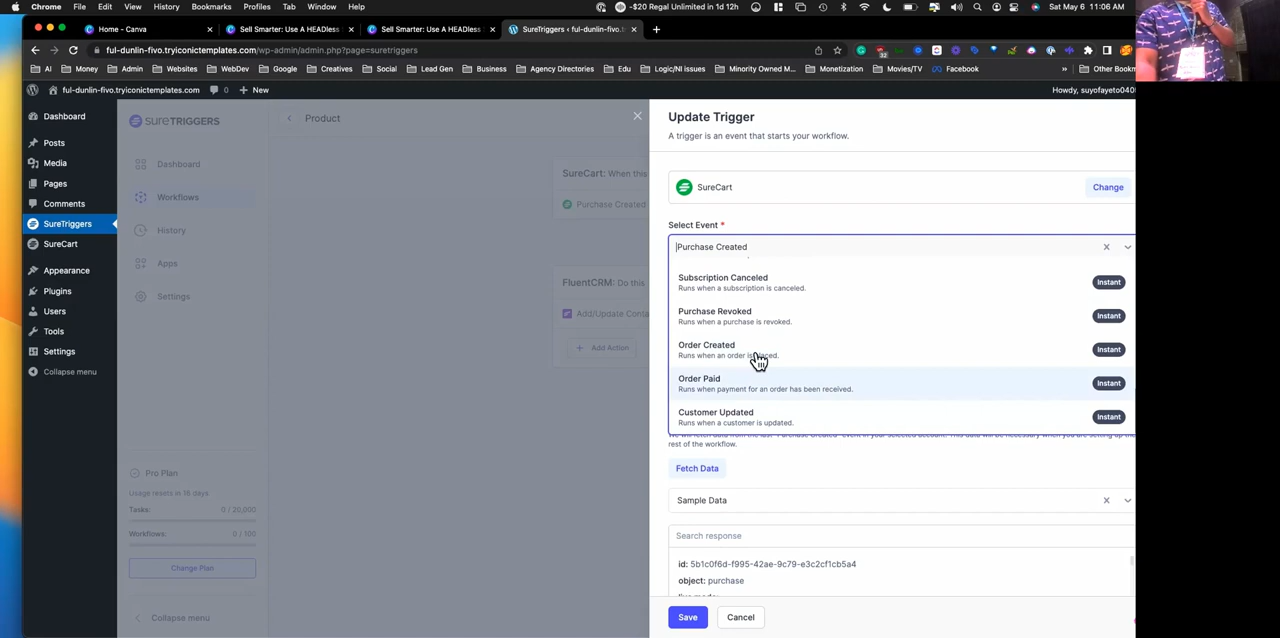 Chrome File Edit View History Bookmarks Profiles Tab Window Help -$20 Regal Unlimited in 1d 12h Sat May 6 11:06 AM
Home - Canva Sell Smarter: Use A HEADless Sell Smarter: Use A HEADless SureTriggers ‹ ful-dunlin-fivo.t
ful-dunlin-fivo.tryiconictemplates.com/wp-admin/admin.php?page=suretriggers
AI Money Admin Websites WebDev Google Creatives Social Lead Gen Business Agency Directories Edu Logic/NI issues Minority Owned M... Monetization Movies/TV Facebook » Other Bookm
ful-dunlin-fivo.tryiconictemplates.com 0 New Howdy, suyofayeto040
Dashboard
Posts
Media
Pages
Comments
SureTriggers
SureCart
Appearance
Plugins
Users
Tools
Settings
Collapse menu
SURETRIGGERS
Dashboard
Workflows
History
Apps
Settings
Pro Plan
Usage resets in 18 days
Tasks: 0 / 20,000
Workflows: 0 / 100
Change Plan
Collapse menu
Product
SureCart: When this
Purchase Created
FluentCRM: Do this
Add/Update Conta
Add Action
Update Trigger
A trigger is an event that starts your workflow.
SureCart Change
Select Event *
Purchase Created
Subscription Canceled
Runs when a subscription is canceled.
Instant
Purchase Revoked
Runs when a purchase is revoked.
Instant
Order Created
Runs when an order is placed.
Instant
Order Paid
Runs when payment for an order has been received.
Instant
Customer Updated
Runs when a customer is updated.
Instant
rest of the workflow.
Fetch Data
Sample Data
Search response
id: 5b1c0f6d-f995-42ae-9c79-e3c2cf1cb5a4
object: purchase
Save Cancel